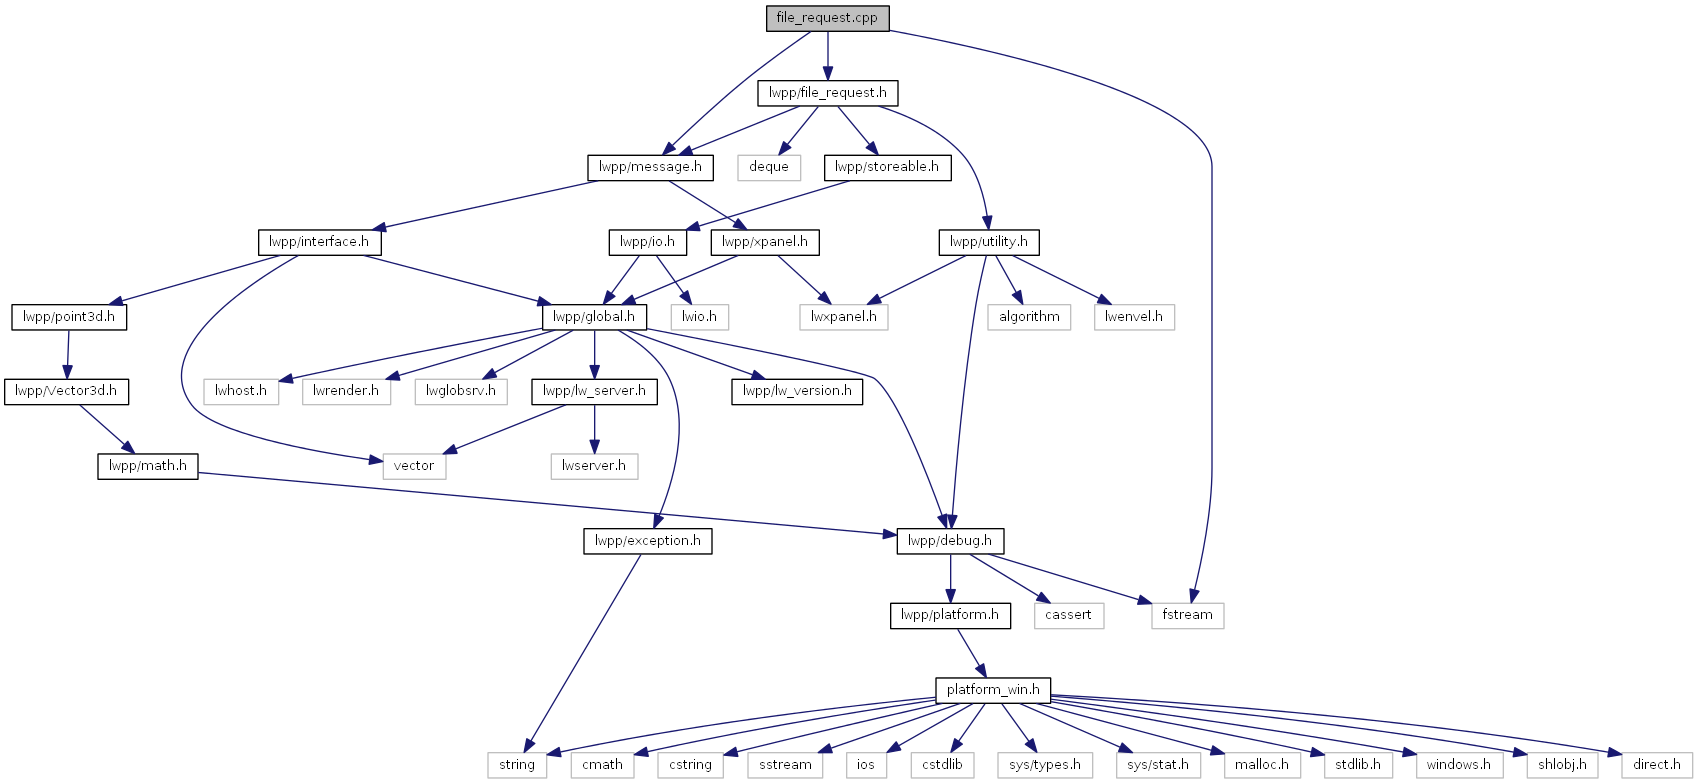 file_request.cpp
lwpp/file_request.h
lwpp/message.h
deque
lwpp/storeable.h
lwpp/interface.h
lwpp/io.h
lwpp/xpanel.h
lwpp/utility.h
lwpp/point3d.h
lwpp/global.h
lwio.h
lwxpanel.h
algorithm
lwenvel.h
lwpp/Vector3d.h
lwhost.h
lwrender.h
lwglobsrv.h
lwpp/lw_server.h
lwpp/lw_version.h
lwpp/math.h
vector
lwserver.h
lwpp/exception.h
lwpp/debug.h
lwpp/platform.h
cassert
fstream
platform_win.h
string
cmath
cstring
sstream
ios
cstdlib
sys/types.h
sys/stat.h
malloc.h
stdlib.h
windows.h
shlobj.h
direct.h